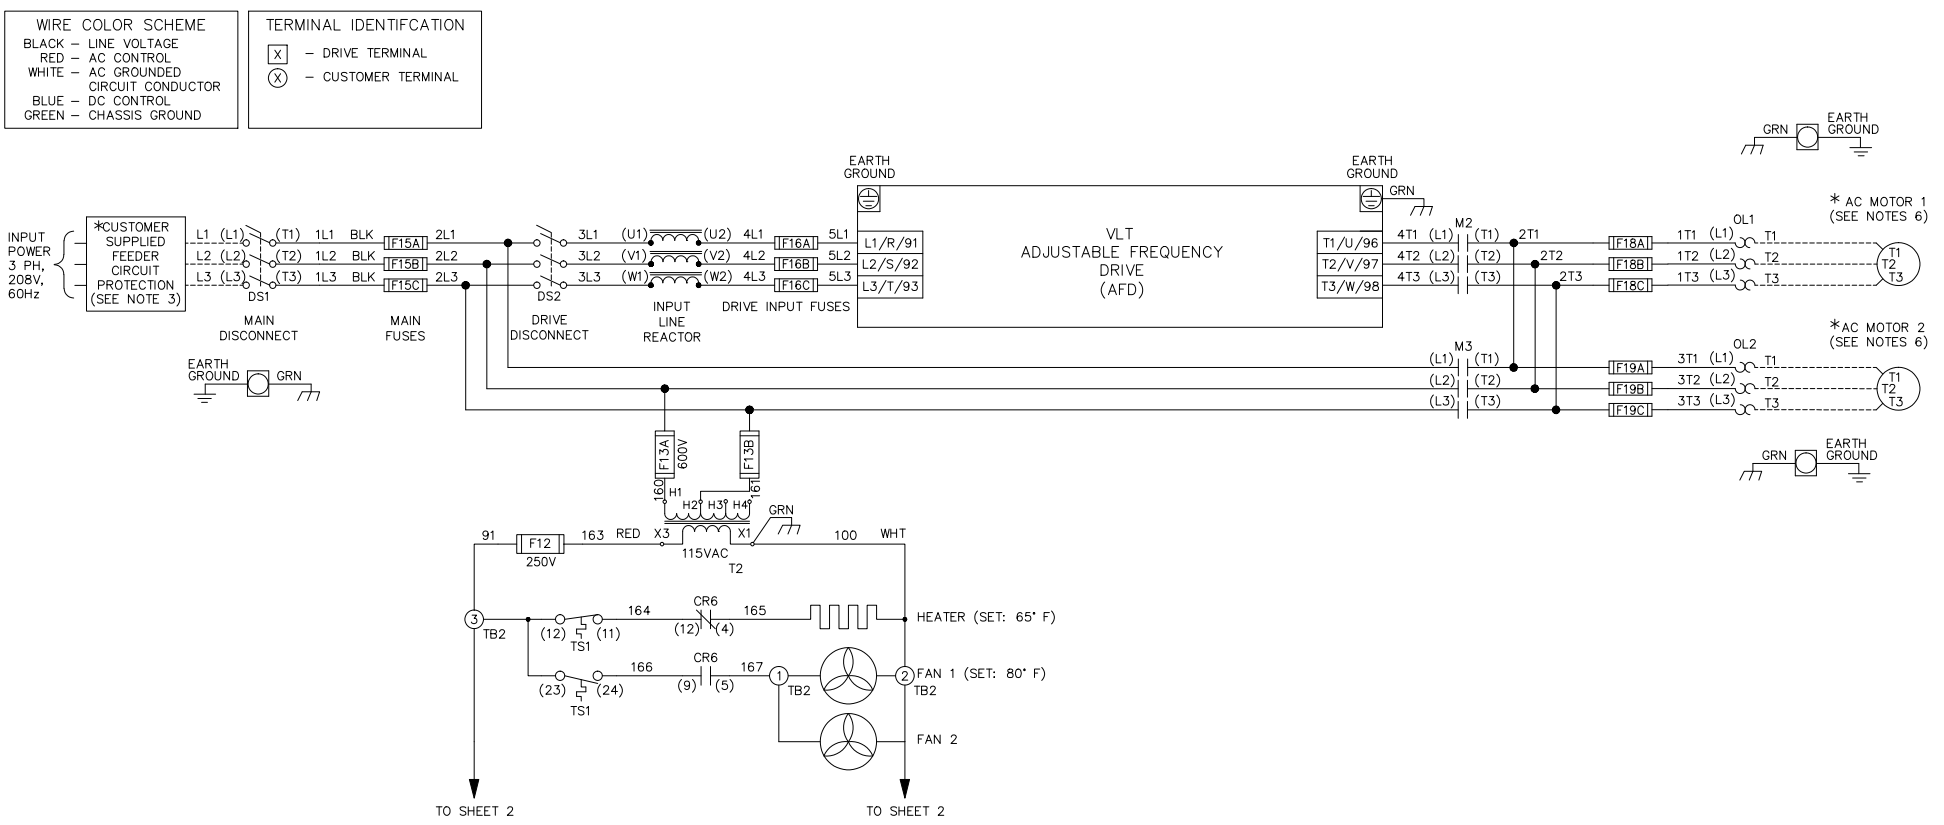 WIRE COLOR SCHEME
BLACK – LINE VOLTAGE
RED – AC CONTROL
WHITE – AC GROUNDED
CIRCUIT CONDUCTOR
BLUE – DC CONTROL
GREEN – CHASSIS GROUND
TERMINAL IDENTIFCATION
X – DRIVE TERMINAL
X – CUSTOMER TERMINAL
GRN
EARTH
GROUND
EARTH
GROUND
EARTH
GROUND
GRN
INPUT
POWER
3 PH,
208V,
60Hz
*CUSTOMER
SUPPLIED
FEEDER
CIRCUIT
PROTECTION
(SEE NOTE 3)
L1 (L1) (T1) 1L1 BLK F15A 2L1 3L1 (U1) (U2) 4L1 F16A 5L1 L1/R/91
L2 (L2) (T2) 1L2 BLK F15B 2L2 3L2 (V1) (V2) 4L2 F16B 5L2 L2/S/92
L3 (L3) (T3) 1L3 BLK F15C 2L3 3L3 (W1) (W2) 4L3 F16C 5L3 L3/T/93
DS1
DS2
MAIN
DISCONNECT
MAIN
FUSES
DRIVE
DISCONNECT
INPUT
LINE
REACTOR
DRIVE INPUT FUSES
VLT
ADJUSTABLE FREQUENCY
DRIVE
(AFD)
M2
OL1
* AC MOTOR 1
(SEE NOTES 6)
T1/U/96 4T1 (L1) (T1) 2T1 F18A 1T1 (L1) T1
T2/V/97 4T2 (L2) (T2) 2T2 F18B 1T2 (L2) T2
T3/W/98 4T3 (L3) (T3) 2T3 F18C 1T3 (L3) T3
T1
T2
T3
*AC MOTOR 2
(SEE NOTES 6)
M3
OL2
(L1) (T1) F19A 3T1 (L1) T1
(L2) (T2) F19B 3T2 (L2) T2
(L3) (T3) F19C 3T3 (L3) T3
T1
T2
T3
EARTH
GROUND
GRN
GRN
EARTH
GROUND
F13A
600V
F13B
160
161
H1
H2 H3 H4
GRN
91
F12
250V
163
RED
X3
X1
115VAC
T2
100
WHT
3
TB2
(12) (11)
TS1
164
CR6
(12) (4)
165
HEATER (SET: 65° F)
(23) (24)
TS1
166
CR6
(9) (5)
167
1
TB2
2
TB2
FAN 1 (SET: 80° F)
FAN 2
TO SHEET 2
TO SHEET 2